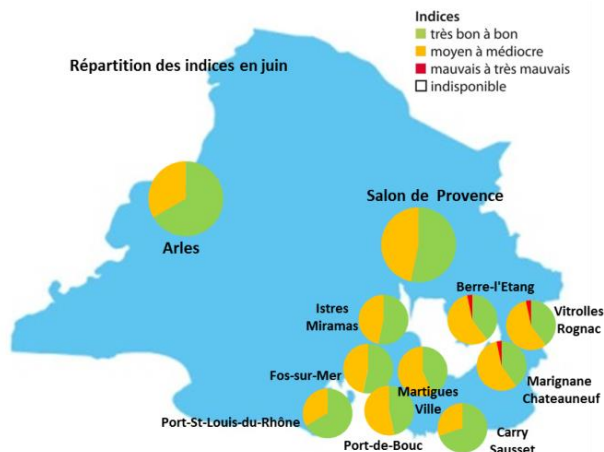 Indices
très bon à bon
moyen à médiocre
mauvais à très mauvais
indisponible
Répartition des indices en juin
Salon de Provence
Arles
Berre-l'Etang
Istres
Miramas
Vitrolles
Rognac
Fos-sur-Mer
Martigues
Ville
Marignane
Chateauneuf
Port-St-Louis-du-Rhône
Port-de-Bouc
Carry
Sausset